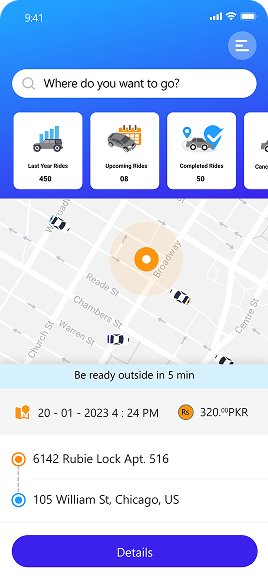 9:41
Where do you want to go?
Last Year Rides
450
Upcoming Rides
08
Completed Rides
50
Canc
W Broadway
Broadway
Reade St
Chambers St
Church St
Warren St
Centre St
Be ready outside in 5 min
20 - 01 - 2023 4 : 24 PM
Rs
320.00PKR
6142 Rubie Lock Apt. 516
105 William St, Chicago, US
Details